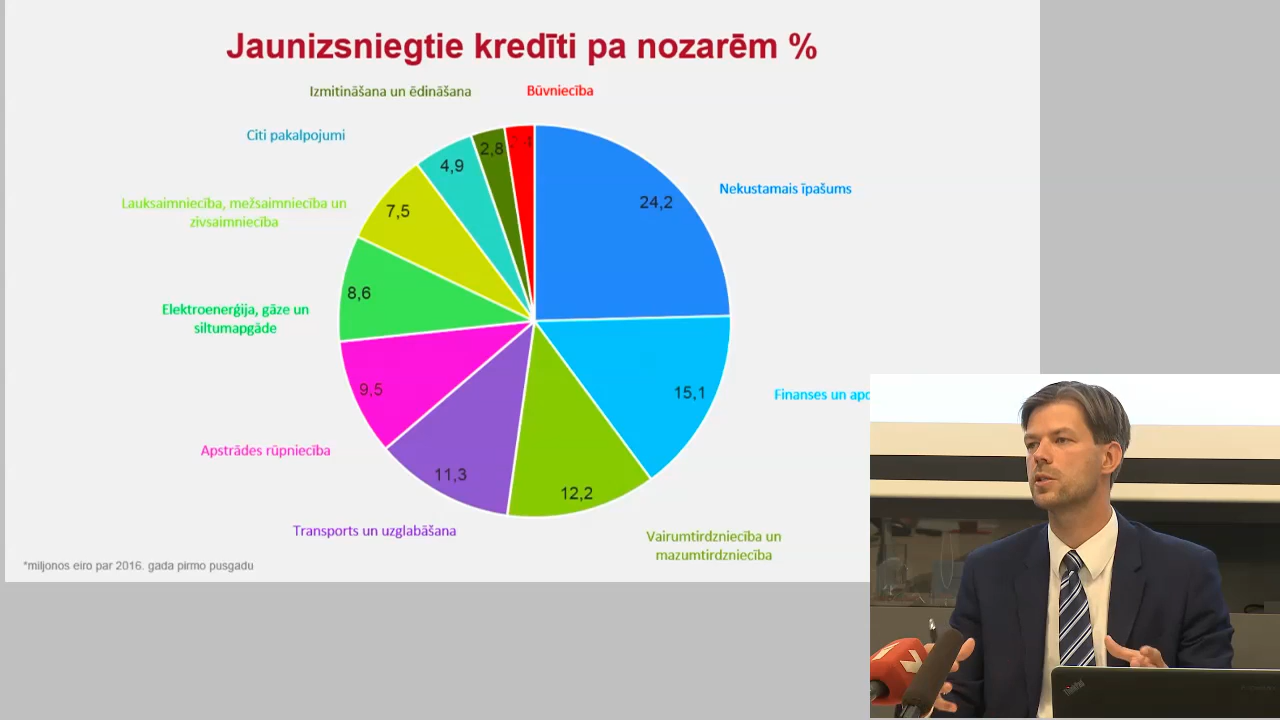 Jaunizsniegtie kredīti pa nozarēm %
Izmitināšana un ēdināšana
Būvniecība
Citi pakalpojumi
Nekustamais īpašums
Lauksaimniecība, mežsaimniecība un
zivsaimniecība
Elektroenerģija, gāze un
siltumapgāde
Finanses un
Apstrādes rūpniecība
Transports un uzglabāšana
Vairumtirdzniecība un
mazumtirdzniecība
24,2
15,1
12,2
11,3
9,5
8,6
7,5
4,9
2,8
*miljonos eiro par 2016. gada pirmo pusgadu
ThinkPad